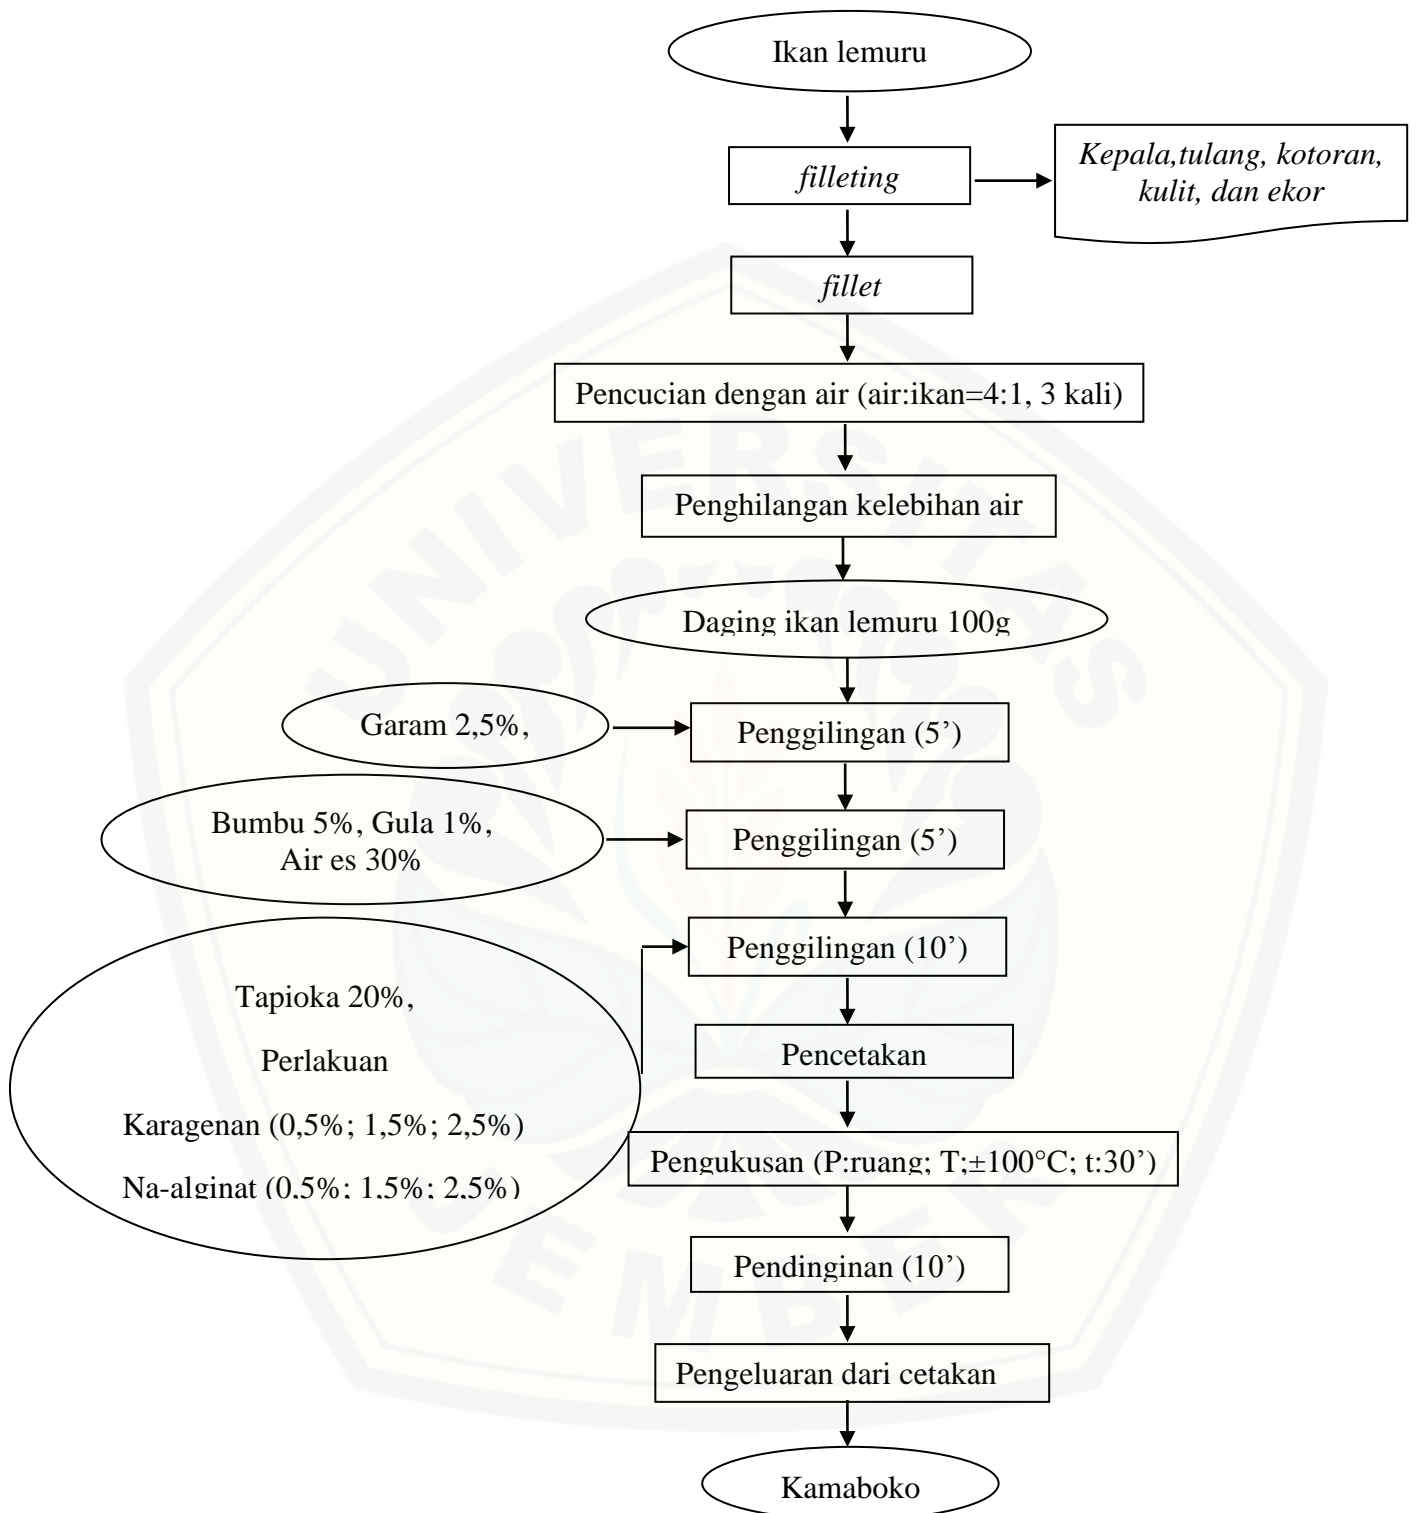 Ikan lemuru
filleting
Kepala,tulang, kotoran,
kulit, dan ekor
fillet
Pencucian dengan air (air:ikan=4:1, 3 kali)
Penghilangan kelebihan air
Daging ikan lemuru 100g
Garam 2,5%,
Penggilingan (5’)
Bumbu 5%, Gula 1%,
Air es 30%
Penggilingan (5’)
Penggilingan (10’)
Tapioka 20%,
Perlakuan
Karagenan (0,5%; 1,5%; 2,5%)
Na-alginat (0,5%; 1,5%; 2,5%)
Pencetakan
Pengukusan (P:ruang; T;±100°C; t:30’)
Pendinginan (10’)
Pengeluaran dari cetakan
Kamaboko
UNIVERSITAS
JEMBER